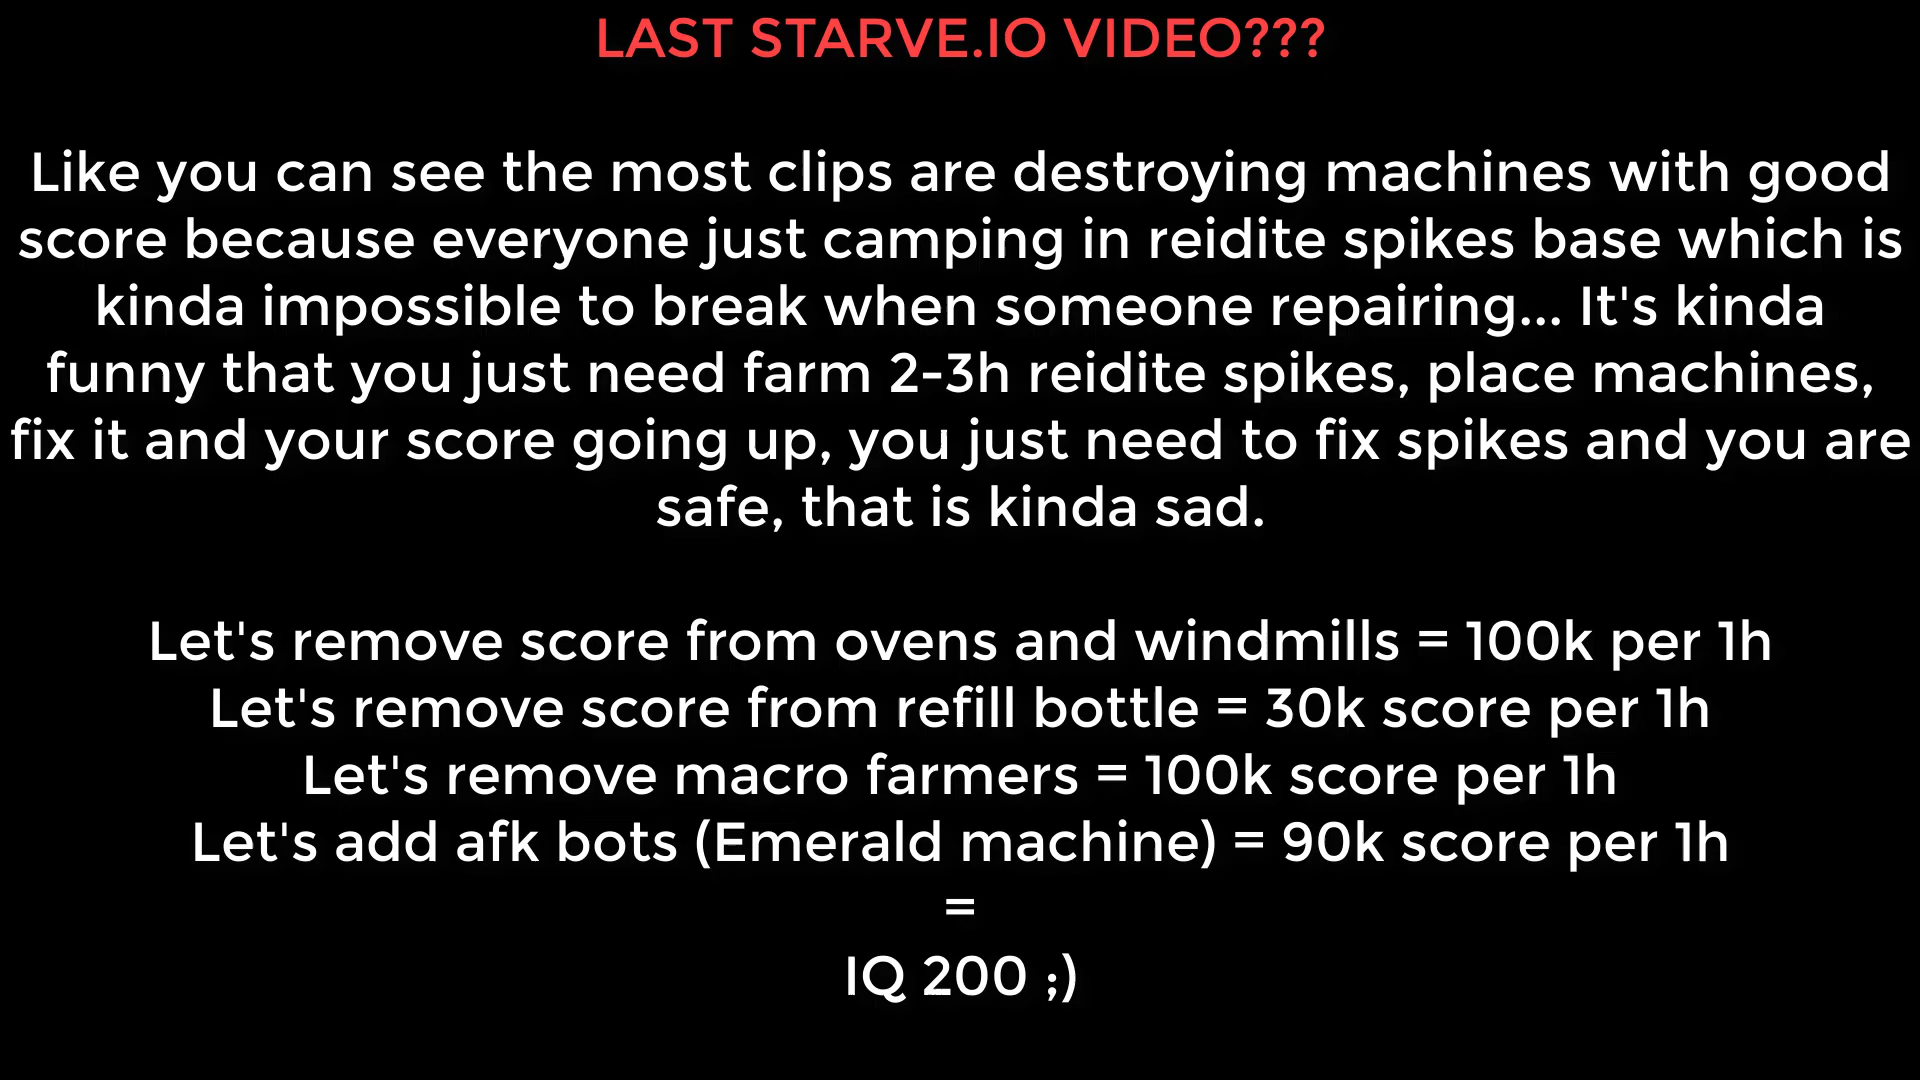 LAST STARVE.IO VIDEO???
Like you can see the most clips are destroying machines with good
score because everyone just camping in reidite spikes base which is
kinda impossible to break when someone repairing... It's kinda
funny that you just need farm 2-3h reidite spikes, place machines,
fix it and your score going up, you just need to fix spikes and you are
safe, that is kinda sad.
Let's remove score from ovens and windmills = 100k per 1h
Let's remove score from refill bottle = 30k score per 1h
Let's remove macro farmers = 100k score per 1h
Let's add afk bots (Emerald machine) = 90k score per 1h
=
IQ 200 ;)